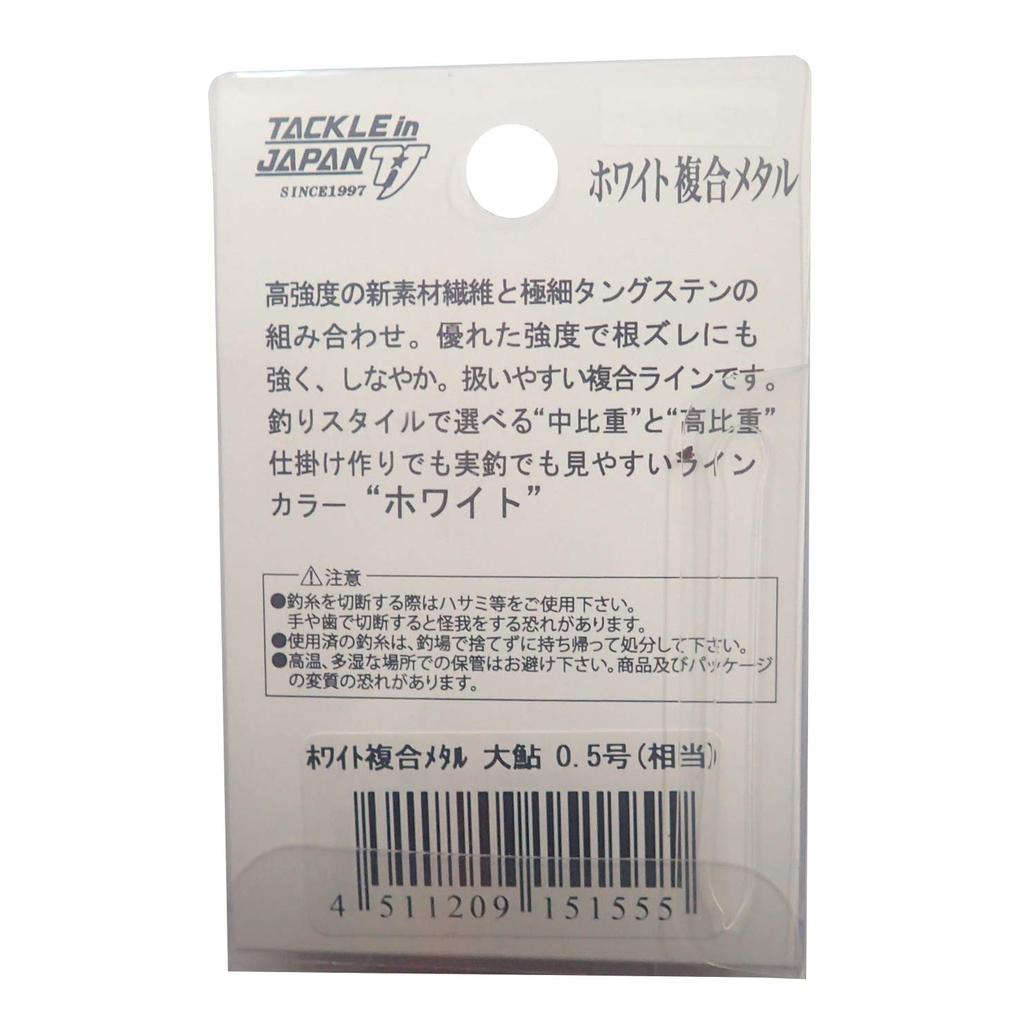 TACKLE in
JAPAN TJ
SINCE1997
ホワイト複合メタル
高強度の新素材繊維と極細タングステンの
組み合わせ。優れた強度で根ズレにも
強く、しなやか。扱いやすい複合ラインです。
釣りスタイルで選べる“中比重”と“高比重”
仕掛け作りでも実釣でも見やすいライン
カラー “ホワイト”
⚠注意
●釣糸を切断する際はハサミ等をご使用下さい。
手や歯で切断すると怪我をする恐れがあります。
●使用済の釣糸は、釣場で捨てずに持ち帰って処分して下さい。
●高温、多湿な場所での保管はお避け下さい。商品及びパッケージ
の変質の恐れがあります。
ﾎﾜｲﾄ複合ﾒﾀﾙ 大鮎 0.5号(相当)
4 511209 151555